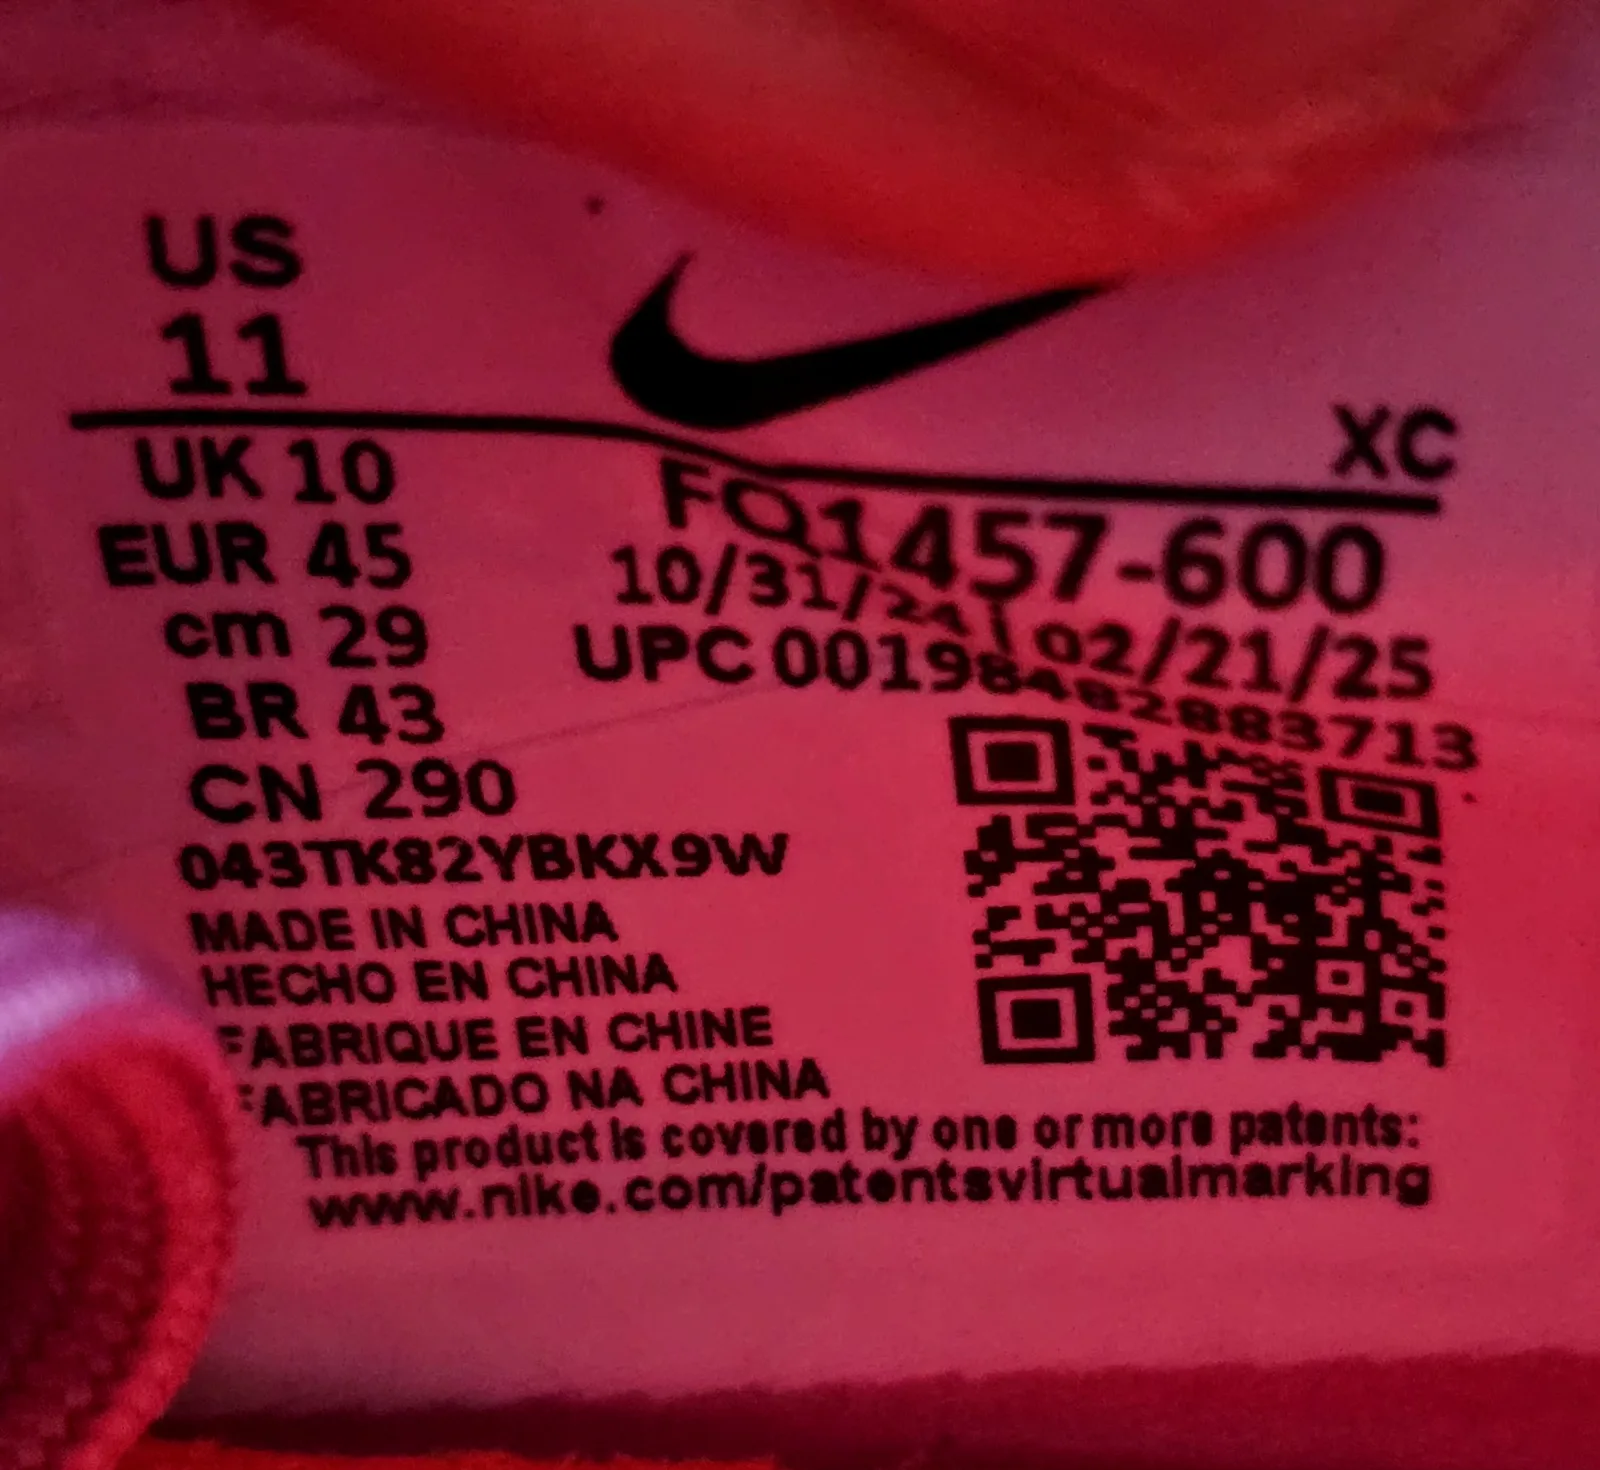 US
11
XC
UK 10
EUR 45
cm 29
BR 43
CN 290
FQ1457-600
10/31/24 | 02/21/25
UPC 00198482883713
043TK82YBKX9W
MADE IN CHINA
HECHO EN CHINA
FABRIQUE EN CHINE
FABRICADO NA CHINA
This product is covered by one or more patents:
www.nike.com/patentsvirtualmarking